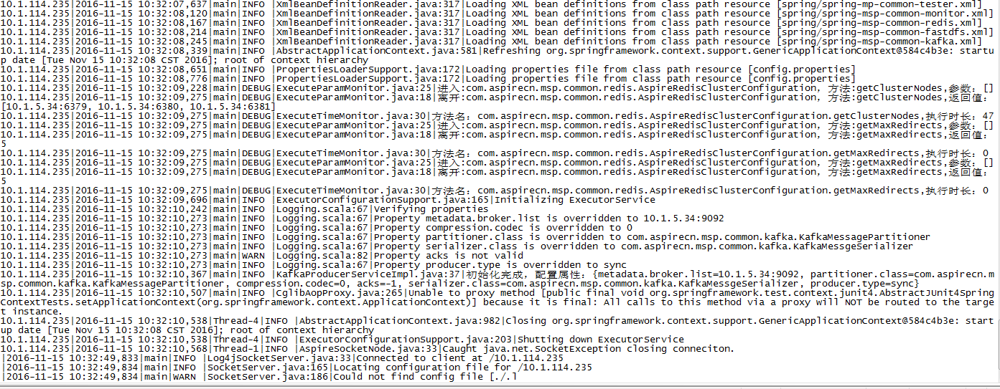 10.1.114.235|2016-11-15 10:32:07,637|main|INFO |XmlBeanDefinitionReader.java:317|Loading XML bean definitions from class path resource [spring/spring-mp-common-tester.xml]
10.1.114.235|2016-11-15 10:32:08,120|main|INFO |XmlBeanDefinitionReader.java:317|Loading XML bean definitions from class path resource [spring/spring-msp-common-monitor.xml]
10.1.114.235|2016-11-15 10:32:08,167|main|INFO |XmlBeanDefinitionReader.java:317|Loading XML bean definitions from class path resource [spring/spring-msp-common-redis.xml]
10.1.114.235|2016-11-15 10:32:08,214|main|INFO |XmlBeanDefinitionReader.java:317|Loading XML bean definitions from class path resource [spring/spring-msp-common-fastdfs.xml]
10.1.114.235|2016-11-15 10:32:08,245|main|INFO |XmlBeanDefinitionReader.java:317|Loading XML bean definitions from class path resource [spring/spring-msp-common-kafka.xml]
10.1.114.235|2016-11-15 10:32:08,339|main|INFO |AbstractApplicationContext.java:581|Refreshing org.springframework.context.support.GenericApplicationContext@584c4b3e: startu
p date [Tue Nov 15 10:32:08 CST 2016]; root of context hierarchy
10.1.114.235|2016-11-15 10:32:08,651|main|INFO |PropertiesLoaderSupport.java:172|Loading properties file from class path resource [config.properties]
10.1.114.235|2016-11-15 10:32:08,776|main|INFO |PropertiesLoaderSupport.java:172|Loading properties file from class path resource [config.properties]
10.1.114.235|2016-11-15 10:32:09,228|main|DEBUG|ExecuteParamMonitor.java:25|进入:com.aspirecn.msp.common.redis.AspireRedisClusterConfiguration, 方法:getClusterNodes,参数: []
10.1.114.235|2016-11-15 10:32:09,275|main|DEBUG|ExecuteParamMonitor.java:18|离开:com.aspirecn.msp.common.redis.AspireRedisClusterConfiguration, 方法:getClusterNodes,返回值:
[10.1.5.34:6379, 10.1.5.34:6380, 10.1.5.34:6381]
10.1.114.235|2016-11-15 10:32:09,275|main|DEBUG|ExecuteTimeMonitor.java:30|方法名: com.aspirecn.msp.common.redis.AspireRedisClusterConfiguration.getClusterNodes,执行时长: 47
10.1.114.235|2016-11-15 10:32:09,275|main|DEBUG|ExecuteParamMonitor.java:25|进入:com.aspirecn.msp.common.redis.AspireRedisClusterConfiguration, 方法:getMaxRedirects,参数: []
10.1.114.235|2016-11-15 10:32:09,275|main|DEBUG|ExecuteParamMonitor.java:18|离开:com.aspirecn.msp.common.redis.AspireRedisClusterConfiguration, 方法:getMaxRedirects,返回值:
5
10.1.114.235|2016-11-15 10:32:09,275|main|DEBUG|ExecuteTimeMonitor.java:30|方法名: com.aspirecn.msp.common.redis.AspireRedisClusterConfiguration.getMaxRedirects,执行时长: 0
10.1.114.235|2016-11-15 10:32:09,275|main|DEBUG|ExecuteParamMonitor.java:25|进入:com.aspirecn.msp.common.redis.AspireRedisClusterConfiguration, 方法:getMaxRedirects,参数: []
10.1.114.235|2016-11-15 10:32:09,275|main|DEBUG|ExecuteParamMonitor.java:18|离开:com.aspirecn.msp.common.redis.AspireRedisClusterConfiguration, 方法:getMaxRedirects,返回值:
5
10.1.114.235|2016-11-15 10:32:09,275|main|DEBUG|ExecuteTimeMonitor.java:30|方法名: com.aspirecn.msp.common.redis.AspireRedisClusterConfiguration.getMaxRedirects,执行时长: 0
10.1.114.235|2016-11-15 10:32:09,696|main|INFO |ExecutorConfigurationSupport.java:165|Initializing ExecutorService
10.1.114.235|2016-11-15 10:32:10,242|main|INFO |Logging.scala:67|Verifying properties
10.1.114.235|2016-11-15 10:32:10,273|main|INFO |Logging.scala:67|Property metadata.broker.list is overridden to 10.1.5.34:9092
10.1.114.235|2016-11-15 10:32:10,273|main|INFO |Logging.scala:67|Property compression.codec is overridden to 0
10.1.114.235|2016-11-15 10:32:10,273|main|INFO |Logging.scala:67|Property partitioner.class is overridden to com.aspirecn.msp.common.kafka.KafkaMessagePartitioner
10.1.114.235|2016-11-15 10:32:10,273|main|INFO |Logging.scala:67|Property serializer.class is overridden to com.aspirecn.msp.common.kafka.KafkaMessgeSerializer
10.1.114.235|2016-11-15 10:32:10,273|main|WARN |Logging.scala:82|Property acks is not valid
10.1.114.235|2016-11-15 10:32:10,273|main|INFO |Logging.scala:67|Property producer.type is overridden to sync
10.1.114.235|2016-11-15 10:32:10,367|main|INFO |KafKaProducerServiceImpl.java:37|初始化完成, 配置属性: {metadata.broker.list=10.1.5.34:9092, partitioner.class=com.aspirecn.m
sp.common.kafka.KafkaMessagePartitioner, compression.codec=0, acks=-1, serializer.class=com.aspirecn.msp.common.kafka.KafkaMessgeSerializer, producer.type=sync}
10.1.114.235|2016-11-15 10:32:10,507|main|INFO |CglibAopProxy.java:265|Unable to proxy method [public final void org.springframework.test.context.junit4.AbstractJUnit4Spring
ContextTests.setApplicationContext(org.springframework.context.ApplicationContext)] because it is final: All calls to this method via a proxy will NOT be routed to the targe
t instance.
10.1.114.235|2016-11-15 10:32:10,538|Thread-4|INFO |AbstractApplicationContext.java:982|Closing org.springframework.context.support.GenericApplicationContext@584c4b3e: start
up date [Tue Nov 15 10:32:08 CST 2016]; root of context hierarchy
10.1.114.235|2016-11-15 10:32:10,538|Thread-4|INFO |ExecutorConfigurationSupport.java:203|Shutting down ExecutorService
10.1.114.235|2016-11-15 10:32:10,568|Thread-1|INFO |AspireSocketNode.java:33|Caught java.net.SocketException closing conneciton.
|2016-11-15 10:32:49,833|main|INFO |Log4jSocketServer.java:33|Connected to client at /10.1.114.235
|2016-11-15 10:32:49,834|main|INFO |SocketServer.java:165|Locating configuration file for /10.1.114.235
|2016-11-15 10:32:49,834|main|WARN |SocketServer.java:186|Could not find config file [./.]